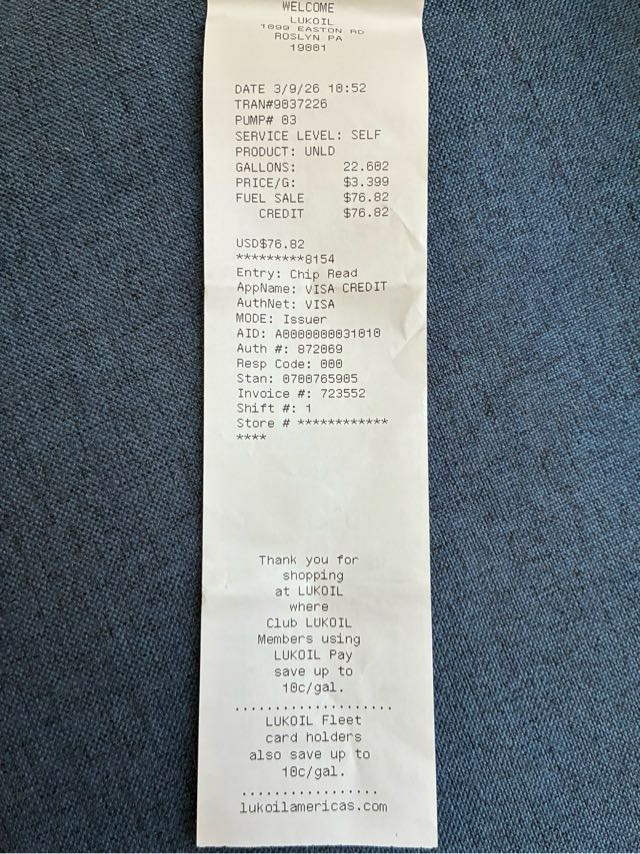 WELCOME
LUKOIL
1099 EASTON RD
ROSLYN PA
19001
DATE 3/9/26 10:52
TRAN#9037226
PUMP# 03
SERVICE LEVEL: SELF
PRODUCT: UNLD
GALLONS: 22.602
PRICE/G: $3.399
FUEL SALE $76.82
CREDIT $76.82
USD$76.82
*********8154
Entry: Chip Read
AppName: VISA CREDIT
AuthNet: VISA
MODE: Issuer
AID: A0000000031010
Auth #: 872069
Resp Code: 000
Stan: 0700765905
Invoice #: 723552
Shift #: 1
Store # ************
****
Thank you for
shopping
at LUKOIL
where
Club LUKOIL
Members using
LUKOIL Pay
save up to
10c/gal.
...................
LUKOIL Fleet
card holders
also save up to
10c/gal.
.................
lukoilamericas.com